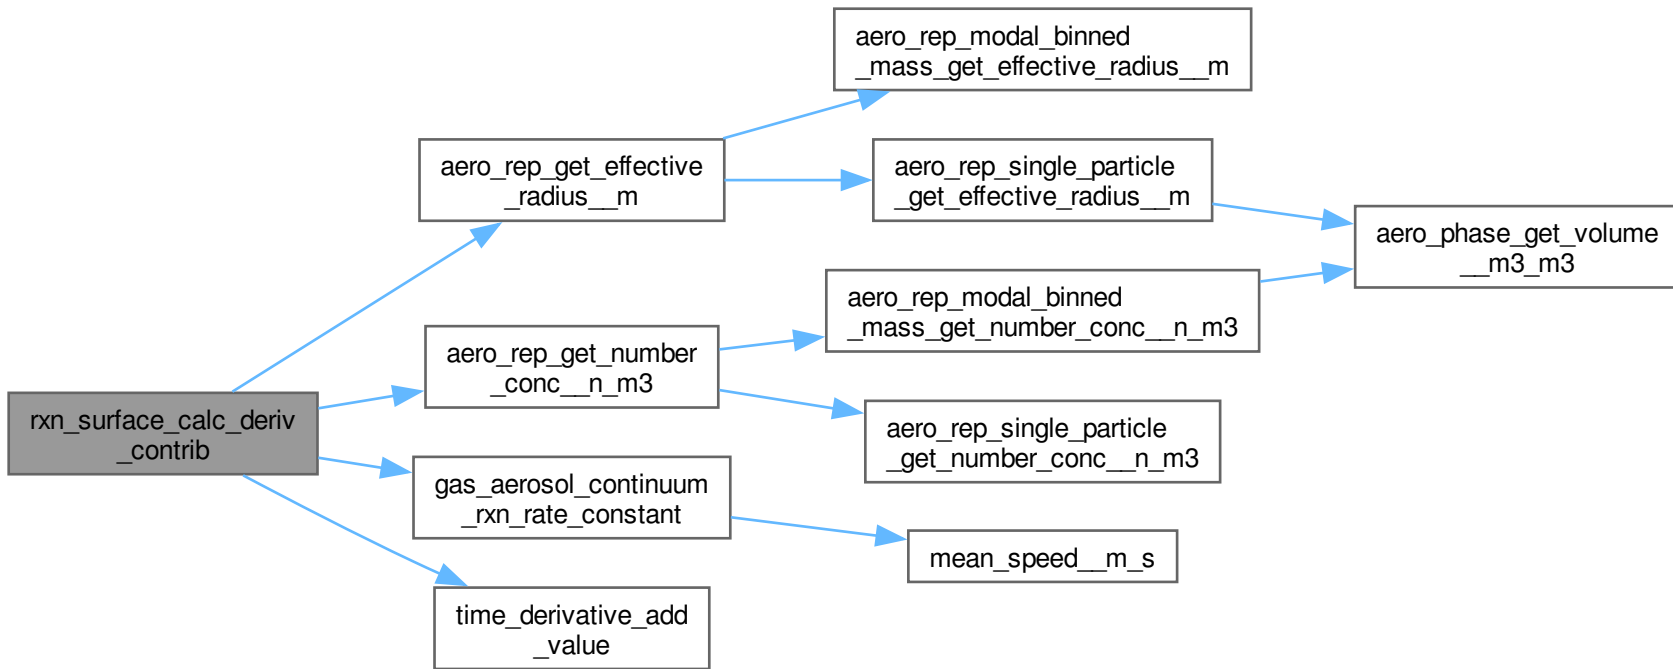 rxn_surface_calc_deriv
_contrib
aero_rep_get_effective
_radius__m
aero_rep_modal_binned
_mass_get_effective_radius__m
aero_rep_single_particle
_get_effective_radius__m
aero_phase_get_volume
__m3_m3
aero_rep_get_number
_conc__n_m3
aero_rep_modal_binned
_mass_get_number_conc__n_m3
aero_rep_single_particle
_get_number_conc__n_m3
gas_aerosol_continuum
_rxn_rate_constant
mean_speed__m_s
time_derivative_add
_value